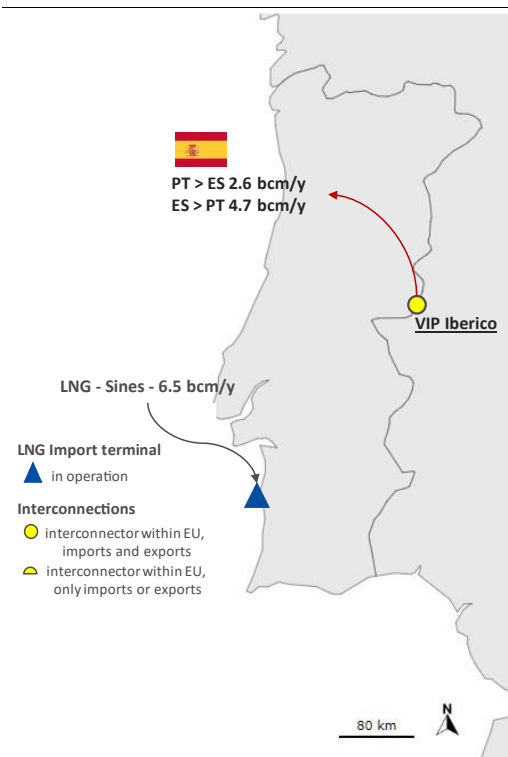 PT > ES 2.6 bcm/y
ES > PT 4.7 bcm/y
VIP Iberico
LNG - Sines - 6.5 bcm/y
LNG Import terminal
in operation
Interconnections
interconnector within EU,
imports and exports
interconnector within EU,
only imports or exports
80 km
N